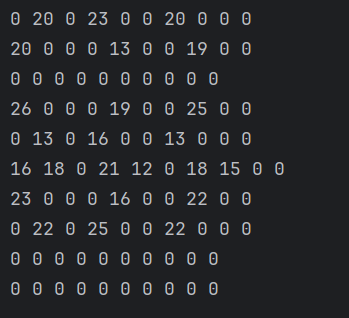 0 20 0 0 23 0 0 20 0 0 0
20 0 0 0 13 0 0 19 0 0
0 0 0 0 0 0 0 0 0 0
26 0 0 0 19 0 0 25 0 0
0 13 0 16 0 0 13 0 0 0
16 18 0 21 12 0 18 15 0 0
23 0 0 0 16 0 0 22 0 0
0 22 0 25 0 0 22 0 0 0
0 0 0 0 0 0 0 0 0 0
0 0 0 0 0 0 0 0 0 0